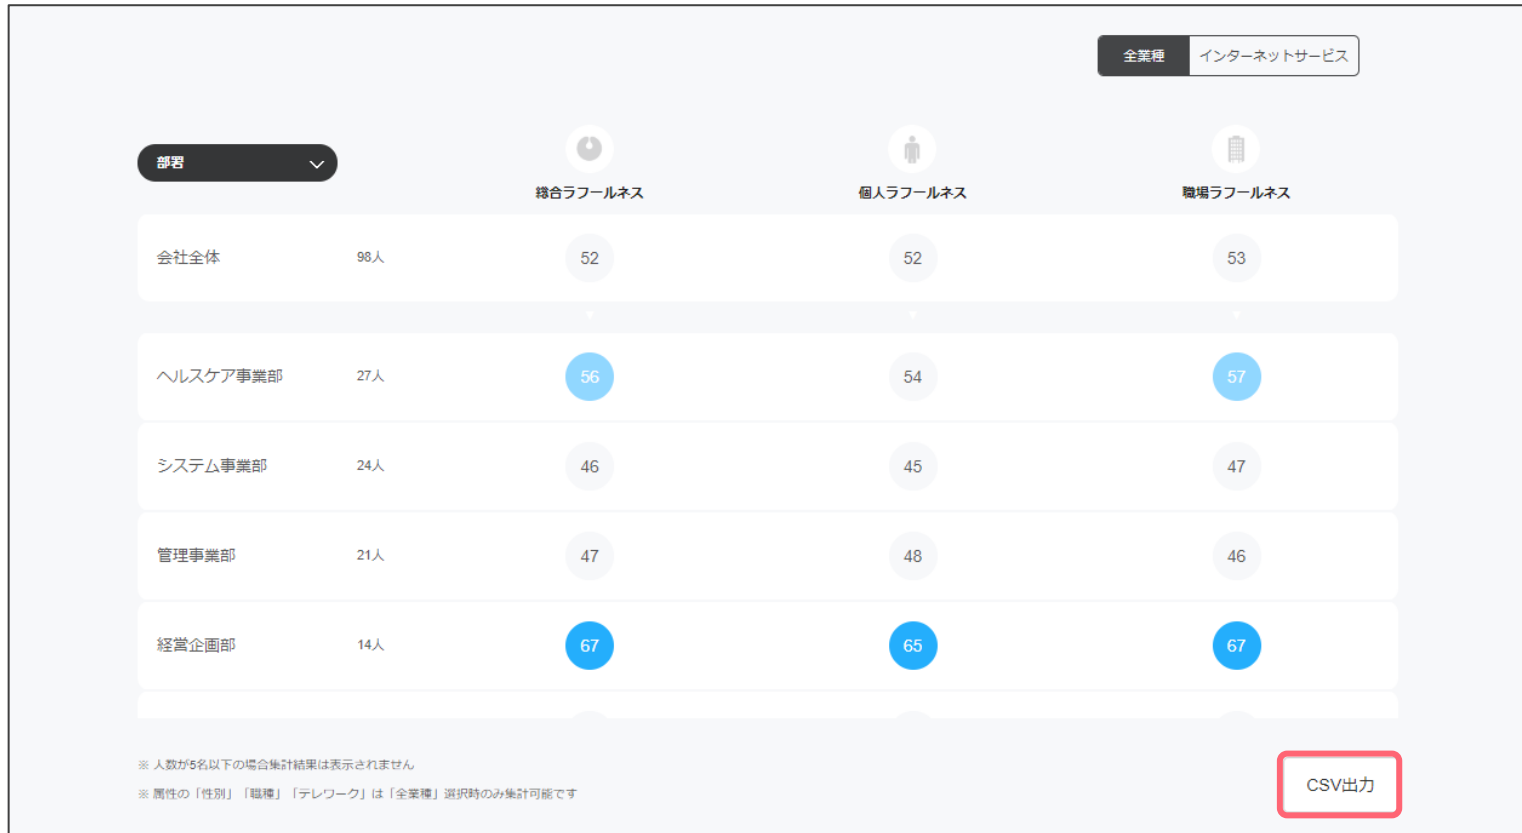 全業種 インターネットサービス
部署
総合ラフールネス 個人ラフールネス 職場ラフールネス
会社全体 98人 52 52 53
ヘルスケア事業部 27人 56 54 57
システム事業部 24人 46 45 47
管理事業部 21人 47 48 46
経営企画部 14人 67 65 67
※ 人数が5名以下の場合集計結果は表示されません
※ 属性の「性別」「職種」「テレワーク」は「全業種」選択時のみ集計可能です
CSV出力